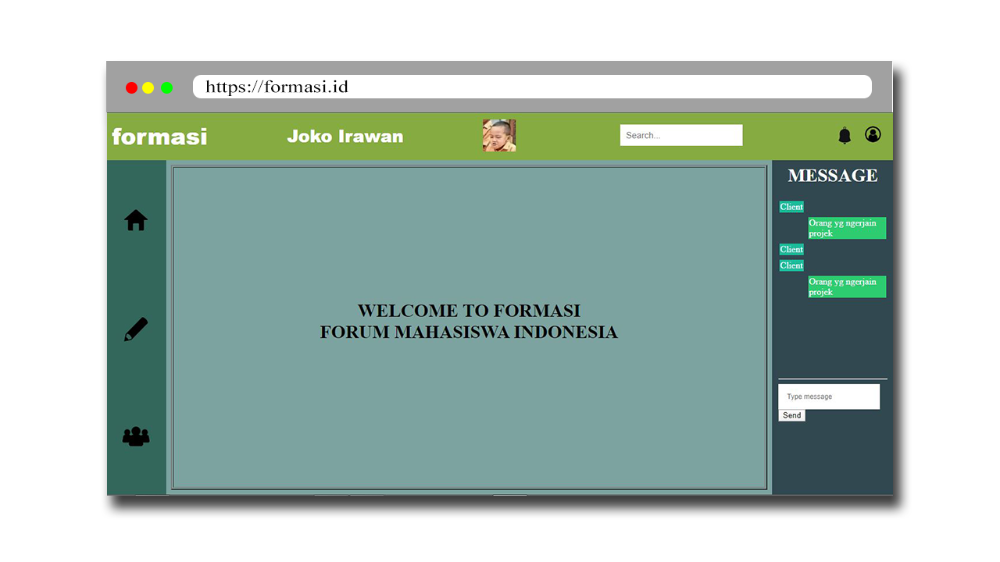 https://formasi.id
formasi
Joko Irawan
Search...
WELCOME TO FORMASI
FORUM MAHASISWA INDONESIA
MESSAGE
Client
Orang yg ngerjain
projek
Client
Client
Orang yg ngerjain
projek
Type message
Send